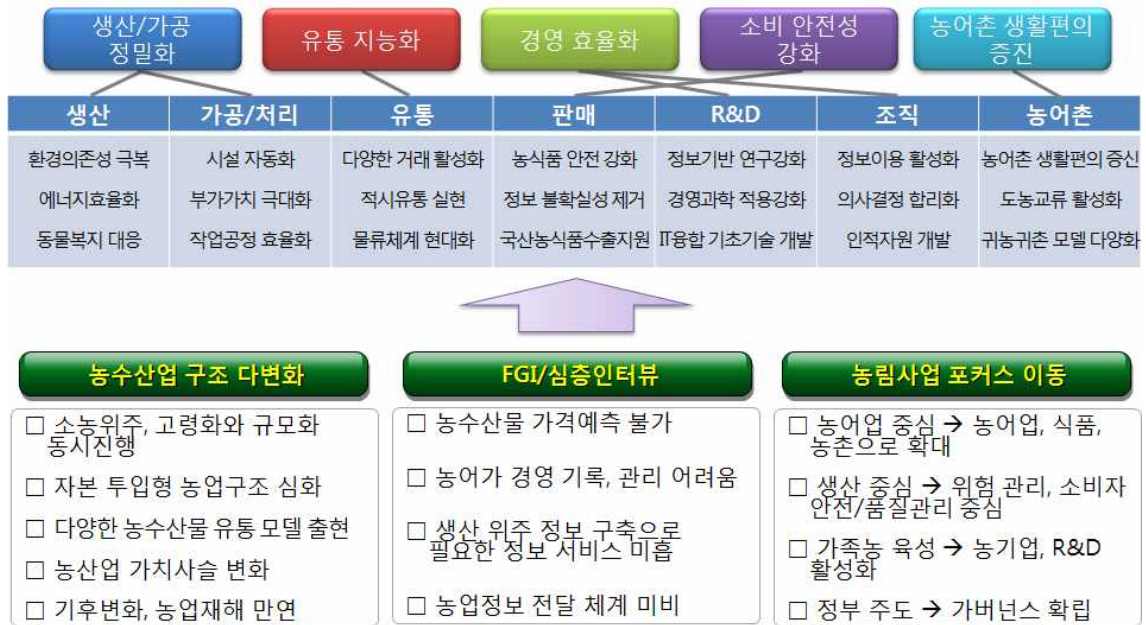 생산/가공
정밀화
유통 지능화
경영 효율화
소비 안전성
강화
농어촌 생활편의
증진
생산 가공/처리 유통 판매 R&D 조직 농어촌
환경의존성 극복 시설 자동화 다양한 거래 활성화 농식품 안전 강화 정보기반 연구강화 정보이용 활성화 농어촌 생활편의 증신
에너지효율화 부가가치 극대화 적시유통 실현 정보 불확실성 제거 경영과학 적용강화 의사결정 합리화 도농교류 활성화
동물복지 대응 작업공정 효율화 물류체계 현대화 국산농식품수출지원 IT융합 기초기술 개발 인적자원 개발 귀농귀촌 모델 다양화
농수산업 구조 다변화
□ 소농위주, 고령화와 규모화
동시진행
□ 자본 투입형 농업구조 심화
□ 다양한 농수산물 유통 모델 출현
□ 농산업 가치사슬 변화
□ 기후변화, 농업재해 만연
FGI/심층인터뷰
□ 농수산물 가격예측 불가
□ 농어가 경영 기록, 관리 어려움
□ 생산 위주 정보 구축으로
필요한 정보 서비스 미흡
□ 농업정보 전달 체계 미비
농림사업 포커스 이동
□ 농어업 중심 → 농어업, 식품,
농촌으로 확대
□ 생산 중심 → 위험 관리, 소비자
안전/품질관리 중심
□ 가족농 육성 → 농기업, R&D
활성화
□ 정부 주도 → 가버넌스 확립